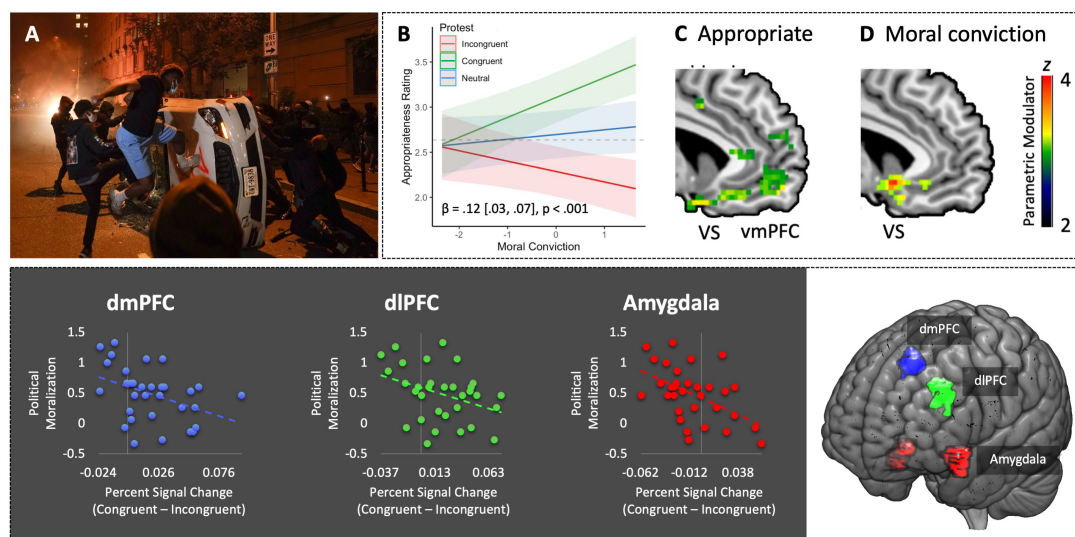 A
ONE
WAY
B
Protest
Incongruent
Congruent
Neutral
Appropriateness Rating
3.5
3.0
2.5
2.0
β = .12 [.03, .07], p < .001
-2
-1
0
1
Moral Conviction
C Appropriate
VS
vmPFC
D Moral conviction
VS
Z
4
2
Parametric Modulator
dmPFC
Political
Moralization
1.5
1
0.5
0
-0.5
-0.024
0.026
0.076
Percent Signal Change
(Congruent – Incongruent)
dlPFC
Political
Moralization
1.5
1
0.5
0
-0.5
-0.037
0.013
0.063
Percent Signal Change
(Congruent – Incongruent)
Amygdala
Political
Moralization
1.5
1
0.5
0
-0.5
-0.062
-0.012
0.038
Percent Signal Change
(Congruent – Incongruent)
dmPFC
dlPFC
Amygdala